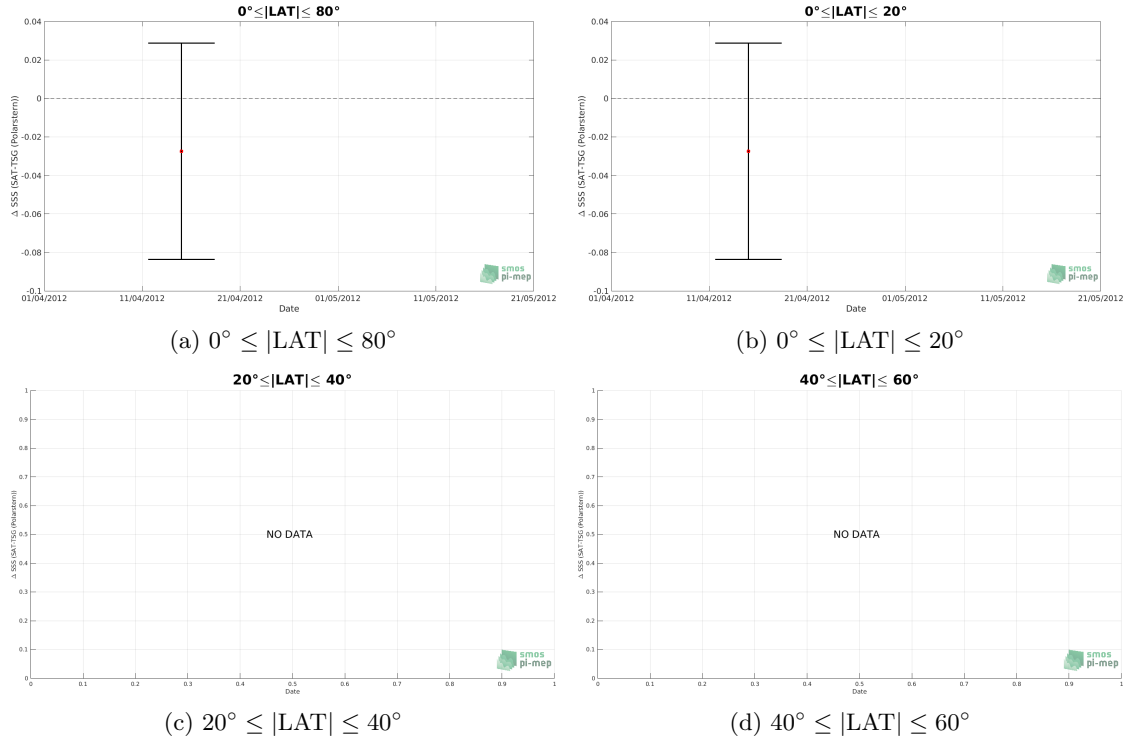 0°≤|LAT|≤ 80°
0.04
0.02
0
-0.02
-0.04
-0.06
-0.08
-0.1
Δ SSS (SAT-TSG (Polarstern))
01/04/2012 11/04/2012 21/04/2012 01/05/2012 11/05/2012 21/05/2012
Date
smos
pi-mep
(a) 0° ≤ |LAT| ≤ 80°
0°≤|LAT|≤ 20°
0.04
0.02
0
-0.02
-0.04
-0.06
-0.08
-0.1
Δ SSS (SAT-TSG (Polarstern))
01/04/2012 11/04/2012 21/04/2012 01/05/2012 11/05/2012 21/05/2012
Date
smos
pi-mep
(b) 0° ≤ |LAT| ≤ 20°
20°≤|LAT|≤ 40°
1
0.9
0.8
0.7
0.6
0.5
0.4
0.3
0.2
0.1
0
Δ SSS (SAT-TSG (Polarstern))
NO DATA
0 0.1 0.2 0.3 0.4 0.5 0.6 0.7 0.8 0.9 1
Date
smos
pi-mep
(c) 20° ≤ |LAT| ≤ 40°
40°≤|LAT|≤ 60°
1
0.9
0.8
0.7
0.6
0.5
0.4
0.3
0.2
0.1
0
Δ SSS (SAT-TSG (Polarstern))
NO DATA
0 0.1 0.2 0.3 0.4 0.5 0.6 0.7 0.8 0.9 1
Date
smos
pi-mep
(d) 40° ≤ |LAT| ≤ 60°